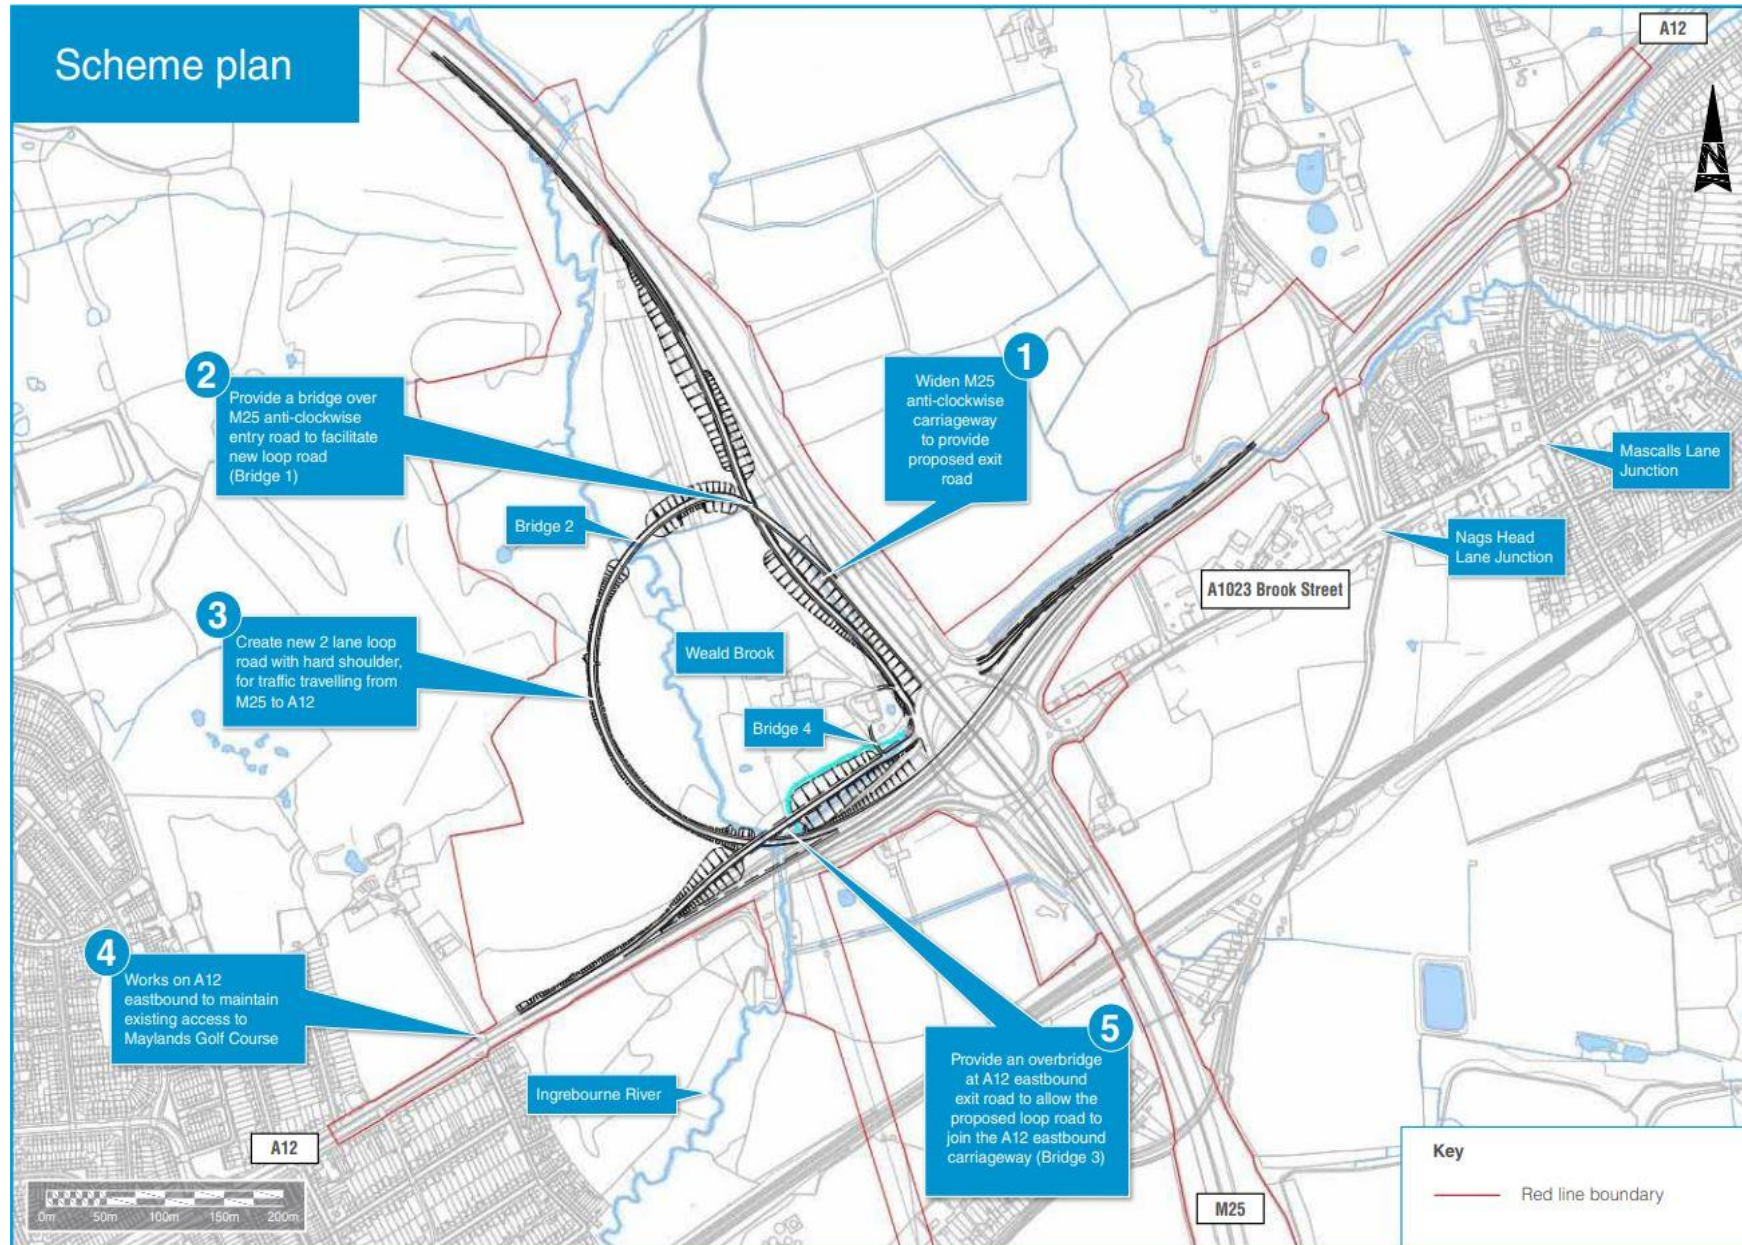 Scheme plan
A12
N
1
Widen M25
anti-clockwise
carriageway
to provide
proposed exit
road
2
Provide a bridge over
M25 anti-clockwise
entry road to facilitate
new loop road
(Bridge 1)
Mascalls Lane
Junction
Bridge 2
Nags Head
Lane Junction
A1023 Brook Street
3
Create new 2 lane loop
road with hard shoulder,
for traffic travelling from
M25 to A12
Weald Brook
Bridge 4
4
Works on A12
eastbound to maintain
existing access to
Maylands Golf Course
5
Provide an overbridge
at A12 eastbound
exit road to allow the
proposed loop road to
join the A12 eastbound
carriageway (Bridge 3)
Ingrebourne River
A12
Key
Red line boundary
M25
0m 50m 100m 150m 200m